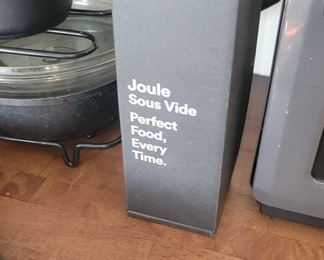 Joule
Sous Vide
Perfect
Food,
Every
Time.